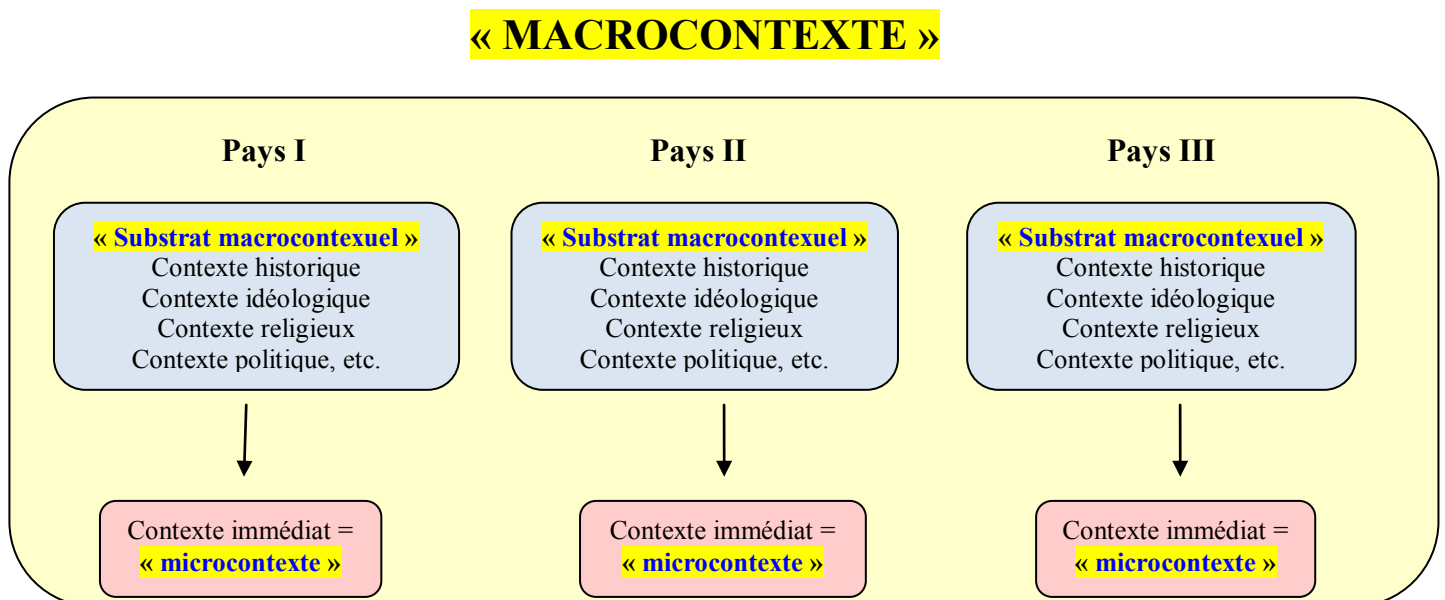 « MACROCONTEXTE »
Pays I
« Substrat macrocontexuel »
Contexte historique
Contexte idéologique
Contexte religieux
Contexte politique, etc.
Contexte immédiat =
« microcontexte »
Pays II
« Substrat macrocontexuel »
Contexte historique
Contexte idéologique
Contexte religieux
Contexte politique, etc.
Contexte immédiat =
« microcontexte »
Pays III
« Substrat macrocontexuel »
Contexte historique
Contexte idéologique
Contexte religieux
Contexte politique, etc.
Contexte immédiat =
« microcontexte »